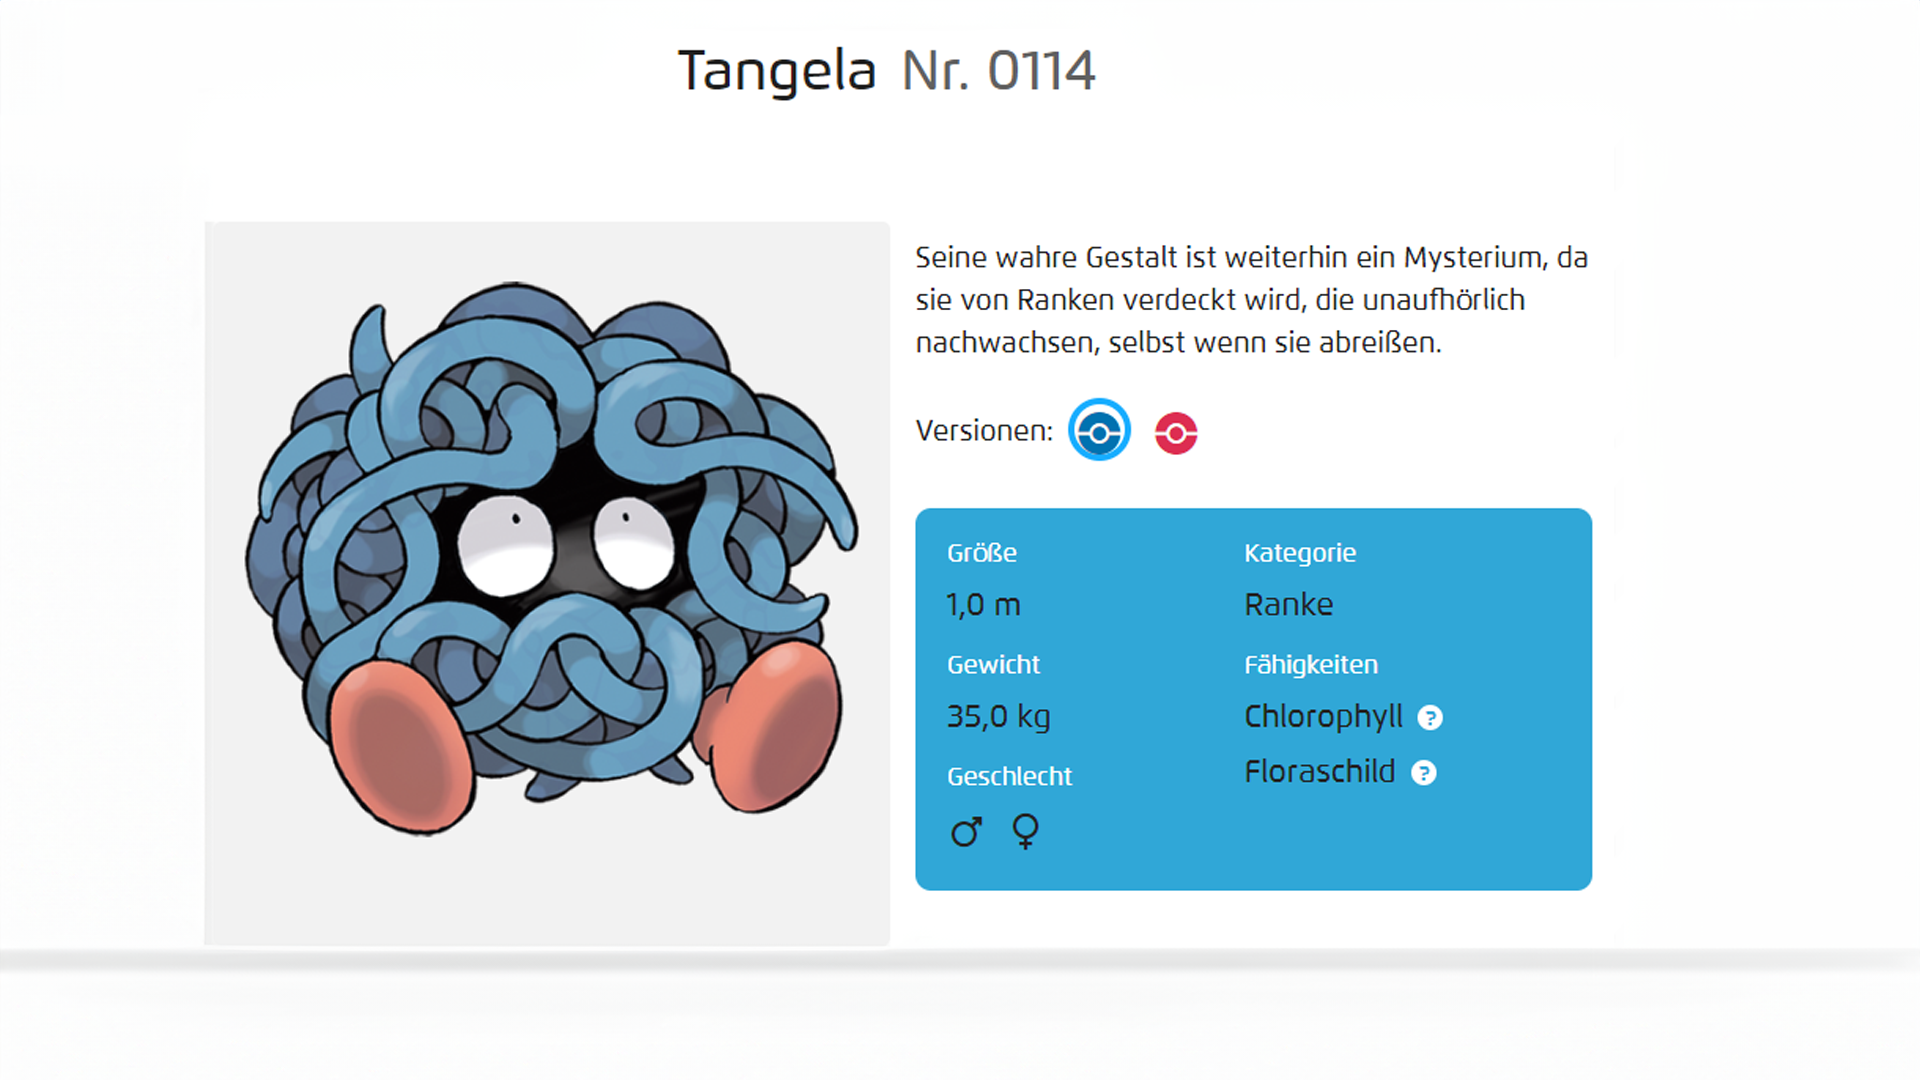 Tangela Nr. 0114
Seine wahre Gestalt ist weiterhin ein Mysterium, da
sie von Ranken verdeckt wird, die unaufhörlich
nachwachsen, selbst wenn sie abreißen.
Versionen:
Größe
1,0 m
Gewicht
35,0 kg
Geschlecht
♂ ♀
Kategorie
Ranke
Fähigkeiten
Chlorophyll ?
Floraschild ?